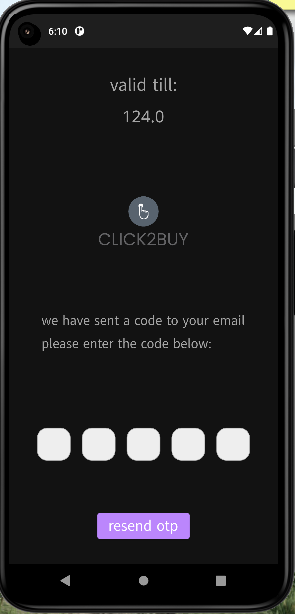 6:10
valid till:
124.0
CLICK2BUY
we have sent a code to your email
please enter the code below:
resend otp